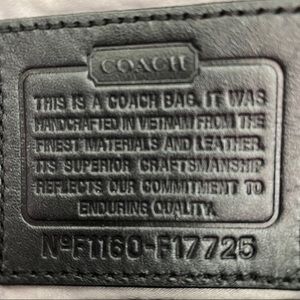 COACH
THIS IS A COACH BAG. IT WAS
HANDCRAFTED IN VIETNAM FROM THE
FINEST MATERIALS AND LEATHER.
ITS SUPERIOR CRAFTSMANSHIP
REFLECTS OUR COMMITMENT TO
ENDURING QUALITY.
NºF1160-F17725